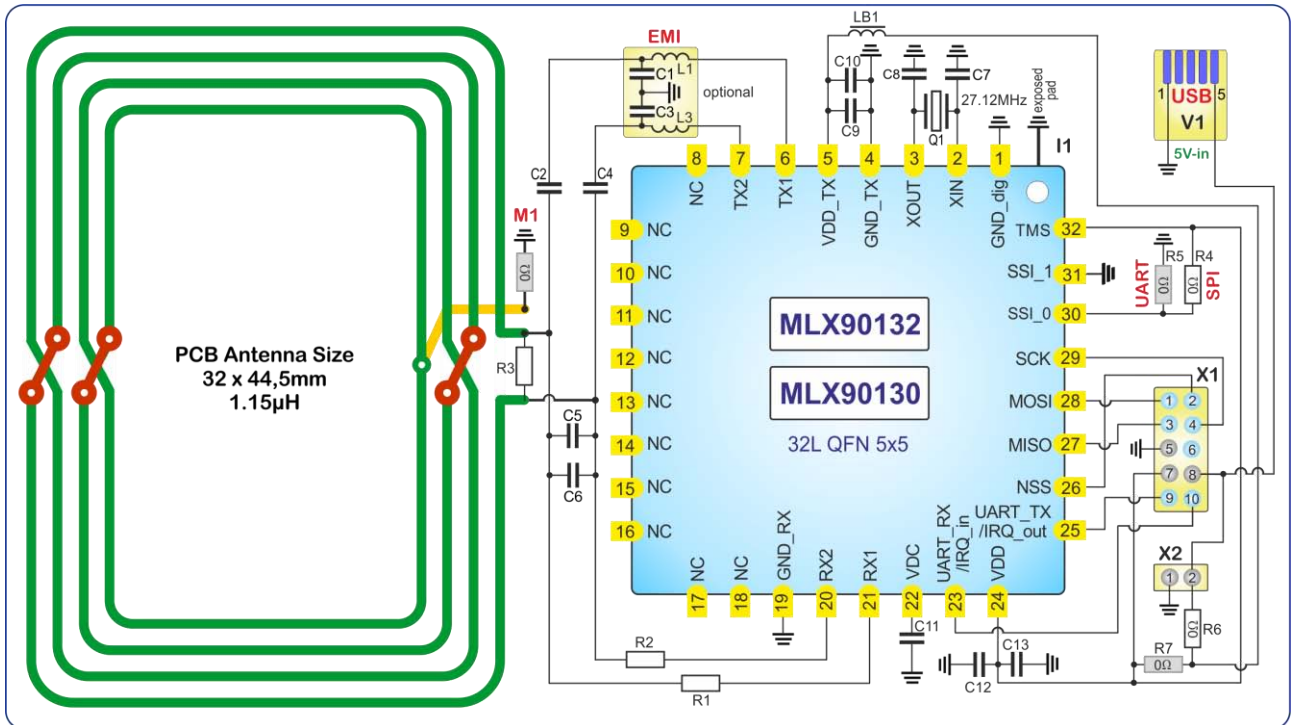 EMI
C1
L1
C3
L3
optional
LB1
C10
C9
C8
C7
27.12MHz
Q1
exposed pad
I1
1
USB
5
V1
5V-in
C2
C4
M1
0Ω
R3
C5
C6
PCB Antenna Size
32 x 44,5mm
1.15µH
8
7
6
5
4
3
2
1
NC
TX2
TX1
VDD_TX
GND_TX
XOUT
XIN
GND_dig
9 NC
10 NC
11 NC
12 NC
13 NC
14 NC
15 NC
16 NC
MLX90132
MLX90130
32L QFN 5x5
TMS 32
SSI_1 31
SSI_0 30
SCK 29
MOSI 28
MISO 27
NSS 26
UART_TX
/IRQ_out 25
UART
R5
0Ω
R4
0Ω
SPI
X1
1 2
3 4
5 6
7 8
9 10
X2
1 2
NC
NC
GND_RX
RX2
RX1
VDC
UART_RX
/IRQ_in
VDD
17
18
19
20
21
22
23
24
R2
R1
C11
C12
C13
0Ω
R6
R7
0Ω